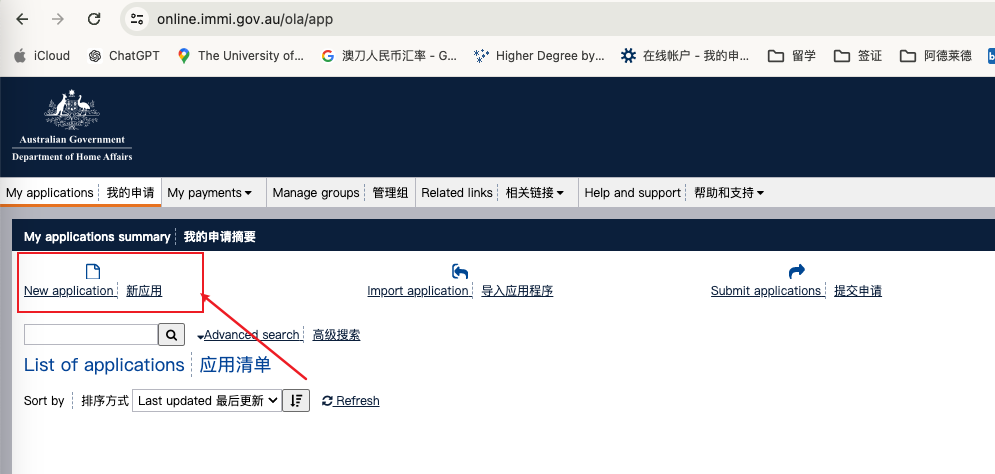 online.immi.gov.au/ola/app
iCloud ChatGPT The University of... 澳刀人民币汇率 - G... Higher Degree by... 在线帐户 - 我的申... 留学 签证 阿德莱德 b
Australian Government
Department of Home Affairs
My applications 我的申请 My payments Manage groups 管理组 Related links 相关链接 Help and support 帮助和支持
My applications summary 我的申请摘要
New application 新应用 Import application 导入应用程序 Submit applications 提交申请
Advanced search 高级搜索
List of applications 应用清单
Sort by 排序方式 Last updated 最后更新 Refresh